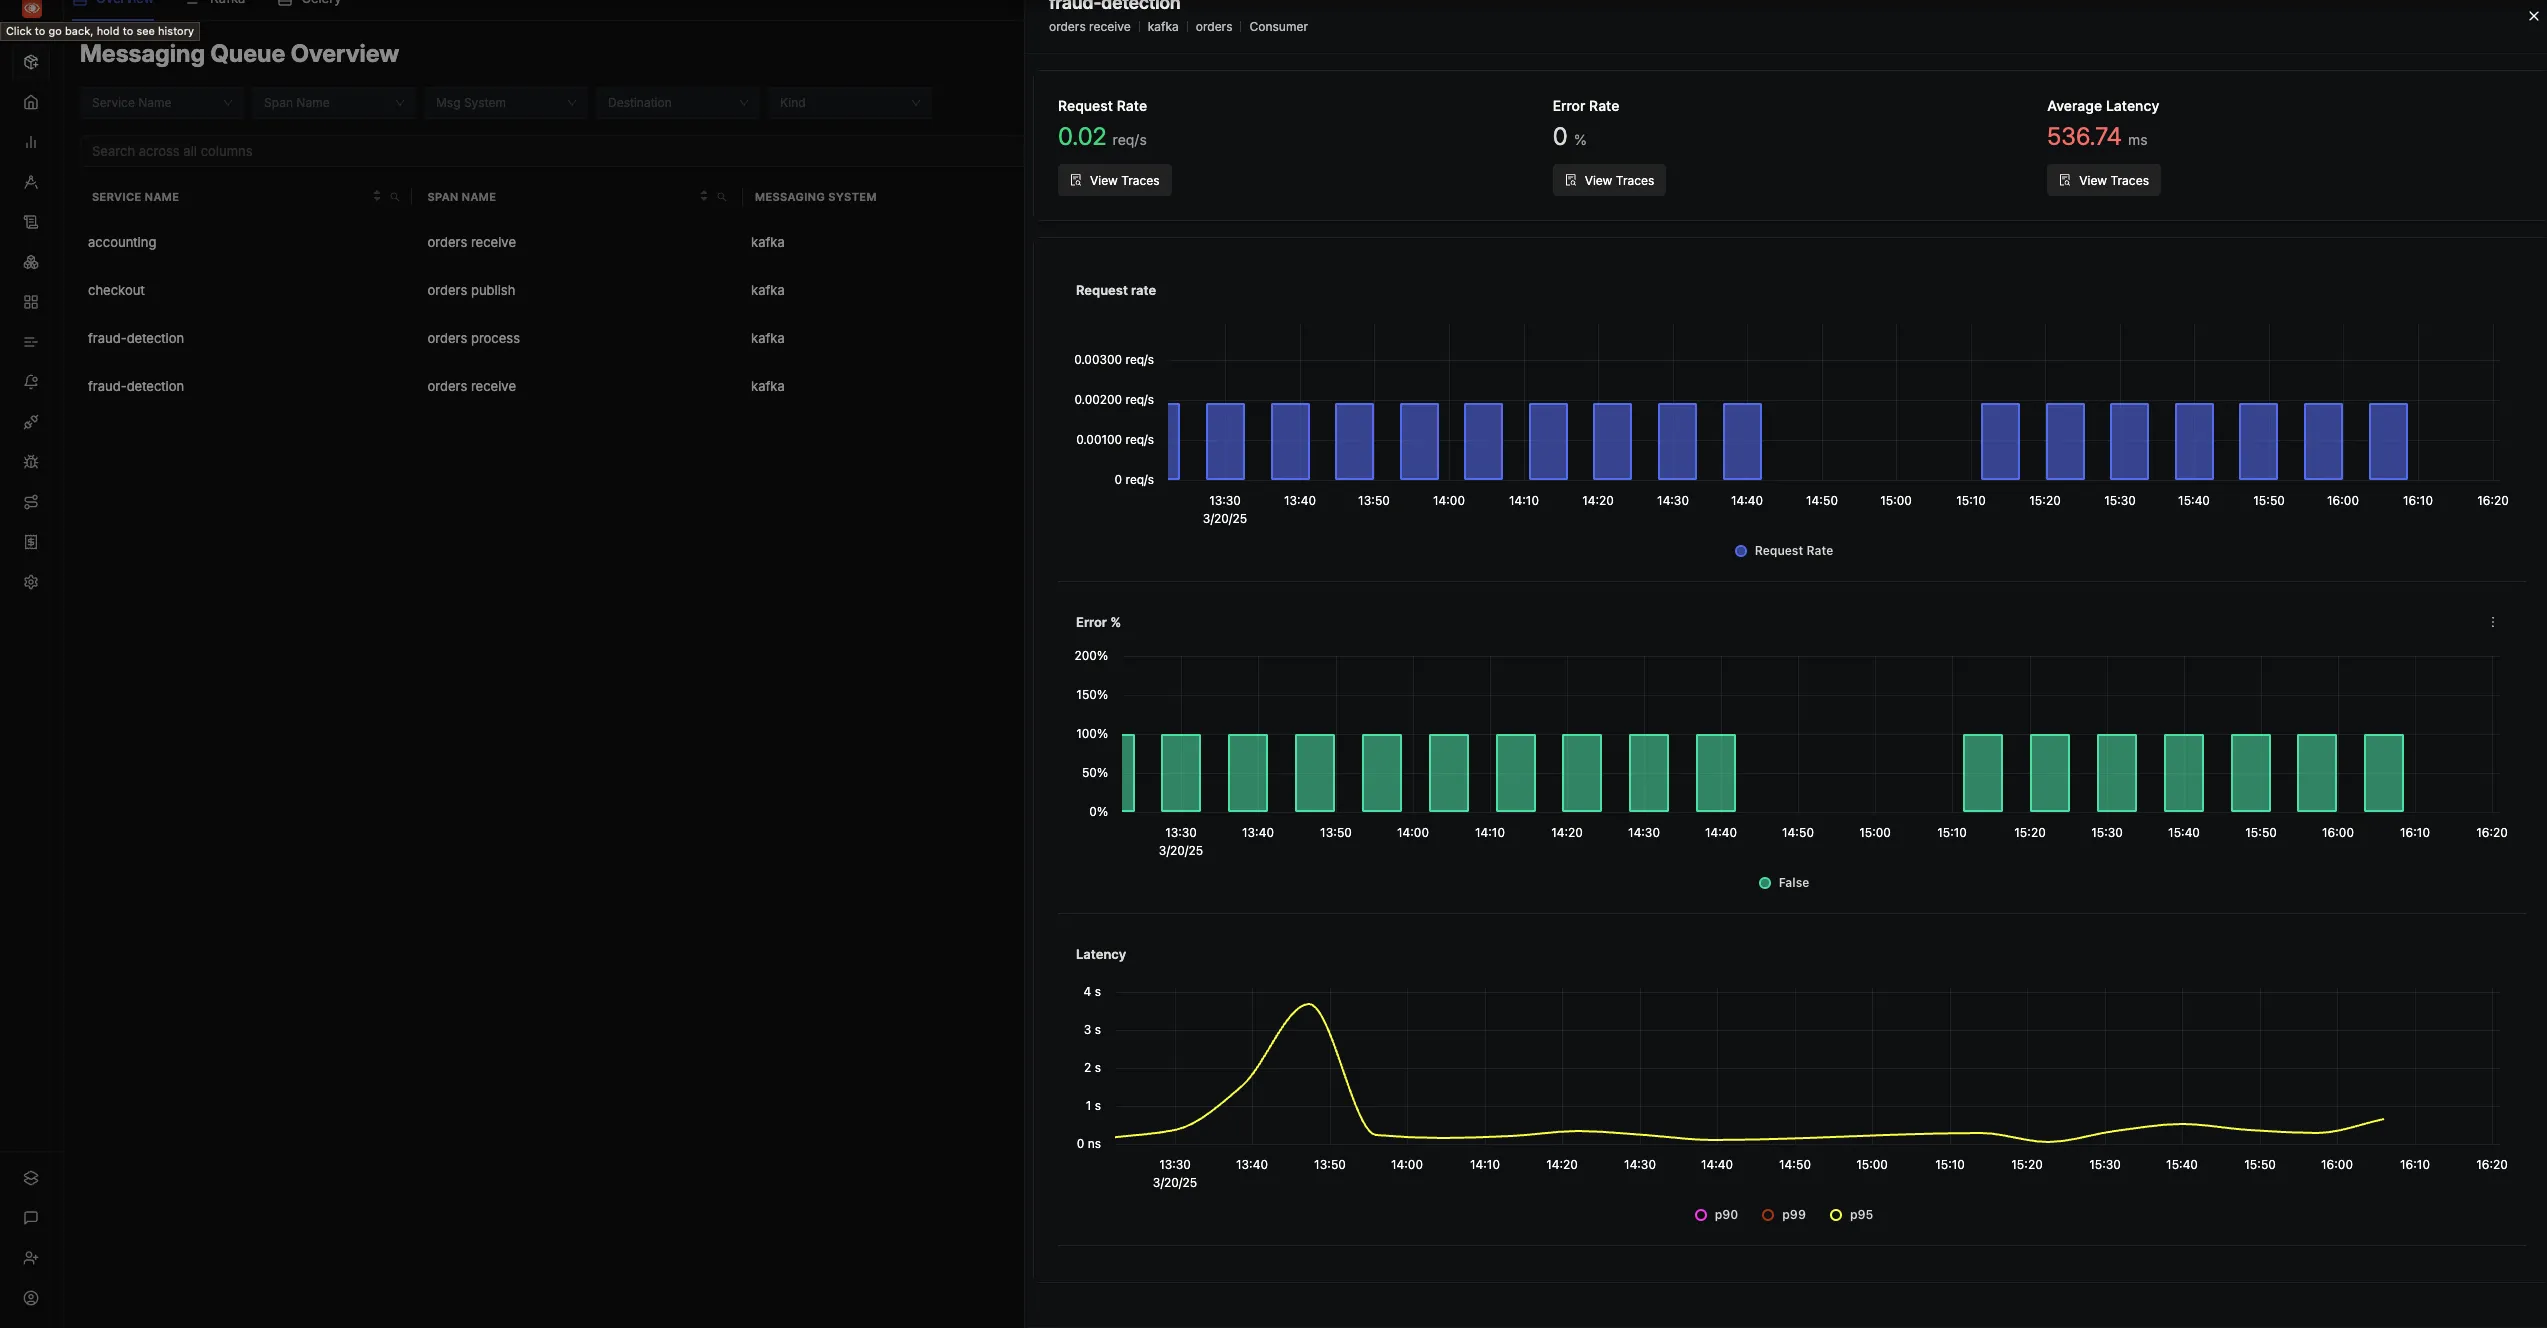 Overview Kafka Celery
Click to go back, hold to see history
Messaging Queue Overview
Service Name Span Name Msg System Destination Kind
Search across all columns
SERVICE NAME SPAN NAME MESSAGING SYSTEM
accounting orders receive kafka
checkout orders publish kafka
fraud-detection orders process kafka
fraud-detection orders receive kafka
fraud-detection
orders receive kafka orders Consumer
Request Rate Error Rate Average Latency
0.02 req/s 0 % 536.74 ms
View Traces View Traces View Traces
Request rate
0.00300 req/s
0.00200 req/s
0.00100 req/s
0 req/s
13:30 13:40 13:50 14:00 14:10 14:20 14:30 14:40 14:50 15:00 15:10 15:20 15:30 15:40 15:50 16:00 16:10 16:20
3/20/25
Request Rate
Error %
200%
150%
100%
50%
0%
13:30 13:40 13:50 14:00 14:10 14:20 14:30 14:40 14:50 15:00 15:10 15:20 15:30 15:40 15:50 16:00 16:10 16:20
3/20/25
False
Latency
4 s
3 s
2 s
1 s
0 ns
13:30 13:40 13:50 14:00 14:10 14:20 14:30 14:40 14:50 15:00 15:10 15:20 15:30 15:40 15:50 16:00 16:10 16:20
3/20/25
p90 p99 p95